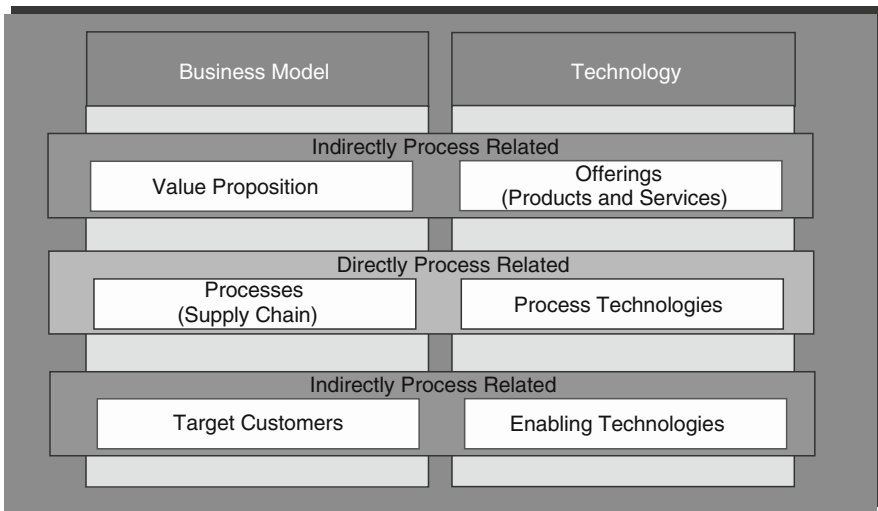 Business Model
Technology
Indirectly Process Related
Value Proposition
Offerings
(Products and Services)
Directly Process Related
Processes
(Supply Chain)
Process Technologies
Indirectly Process Related
Target Customers
Enabling Technologies